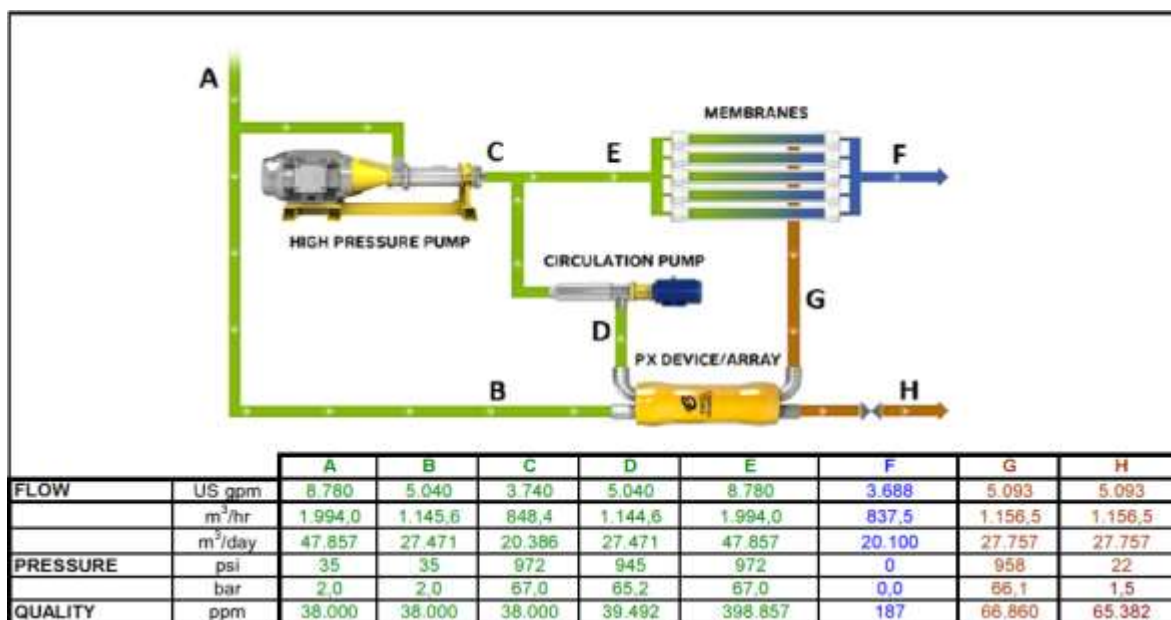 A
MEMBRANES
C
E
F
HIGH PRESSURE PUMP
CIRCULATION PUMP
G
D
PX DEVICE/ARRAY
B
H
A B C D E F G H
FLOW US gpm 8.780 5.040 3.740 5.040 8.780 3.688 5.093 5.093
m³/hr 1.994,0 1.145,6 848,4 1.144,6 1.994,0 837,5 1.156,5 1.156,5
m³/day 47.857 27.471 20.386 27.471 47.857 20.100 27.757 27.757
PRESSURE psi 35 35 972 945 972 0 958 22
bar 2,0 2,0 67,0 65,2 67,0 0,0 66,1 1,5
QUALITY ppm 38.000 38.000 38.000 39.492 398.857 187 66.860 65.382